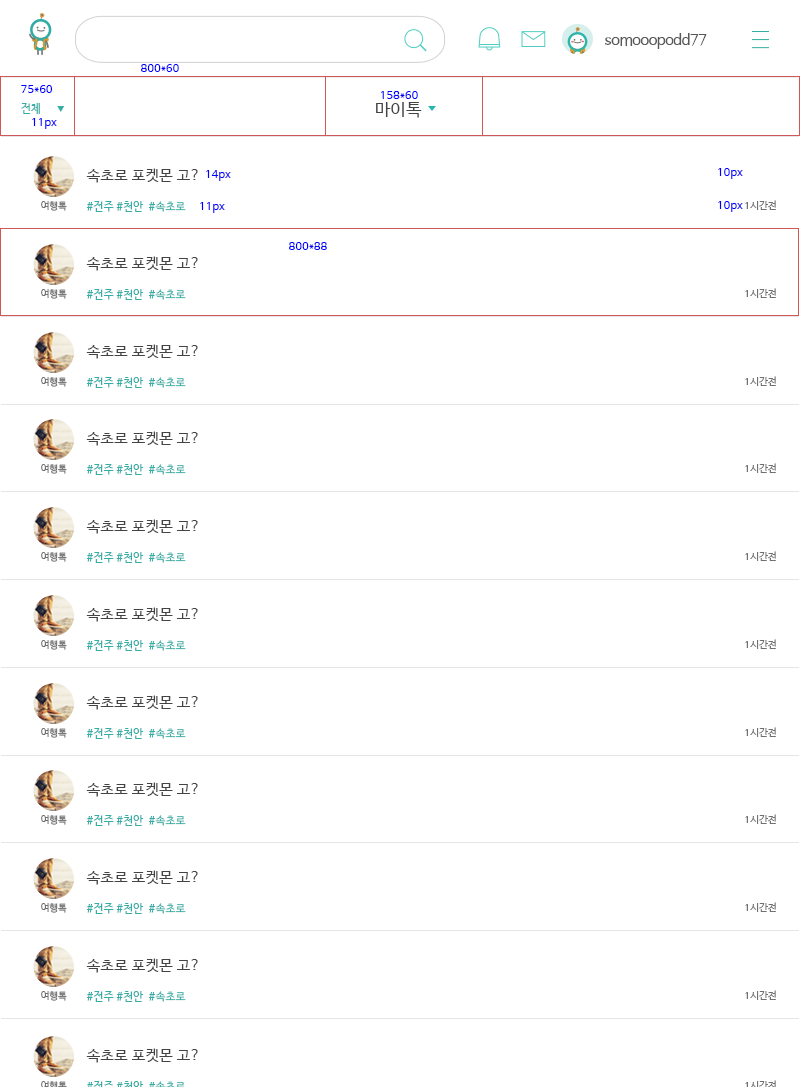 somooopodd77
800*60
75*60
전체
11px
158*60
마이톡
속초로 포켓몬 고? 14px 10px
여행톡 #전주 #천안 #속초로 11px 10px 1시간전
800*88
속초로 포켓몬 고?
여행톡 #전주 #천안 #속초로 1시간전
속초로 포켓몬 고?
여행톡 #전주 #천안 #속초로 1시간전
속초로 포켓몬 고?
여행톡 #전주 #천안 #속초로 1시간전
속초로 포켓몬 고?
여행톡 #전주 #천안 #속초로 1시간전
속초로 포켓몬 고?
여행톡 #전주 #천안 #속초로 1시간전
속초로 포켓몬 고?
여행톡 #전주 #천안 #속초로 1시간전
속초로 포켓몬 고?
여행톡 #전주 #천안 #속초로 1시간전
속초로 포켓몬 고?
여행톡 #전주 #천안 #속초로 1시간전
속초로 포켓몬 고?
여행톡 #전주 #천안 #속초로 1시간전
속초로 포켓몬 고?
여행톡 #전주 #천안 #속초로 1시간전